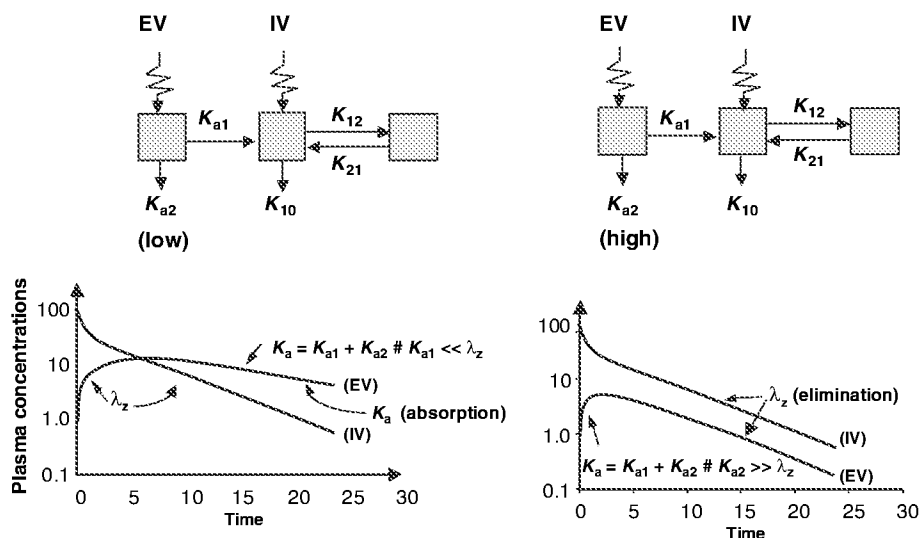 EV IV
K12
Ka1
K21
Ka2 K10
(low)
Plasma concentrations
100
10
1.0
0.1
Ka = Ka1 + Ka2 # Ka1 << λz
(EV)
λz
Ka (absorption)
(IV)
0 5 10 15 20 25 30
Time
EV IV
K12
Ka1
K21
Ka2 K10
(high)
100
10
1.0
0.1
λz (elimination)
(IV)
Ka = Ka1 + Ka2 # Ka2 >> λz
(EV)
0 5 10 15 20 25 30
Time